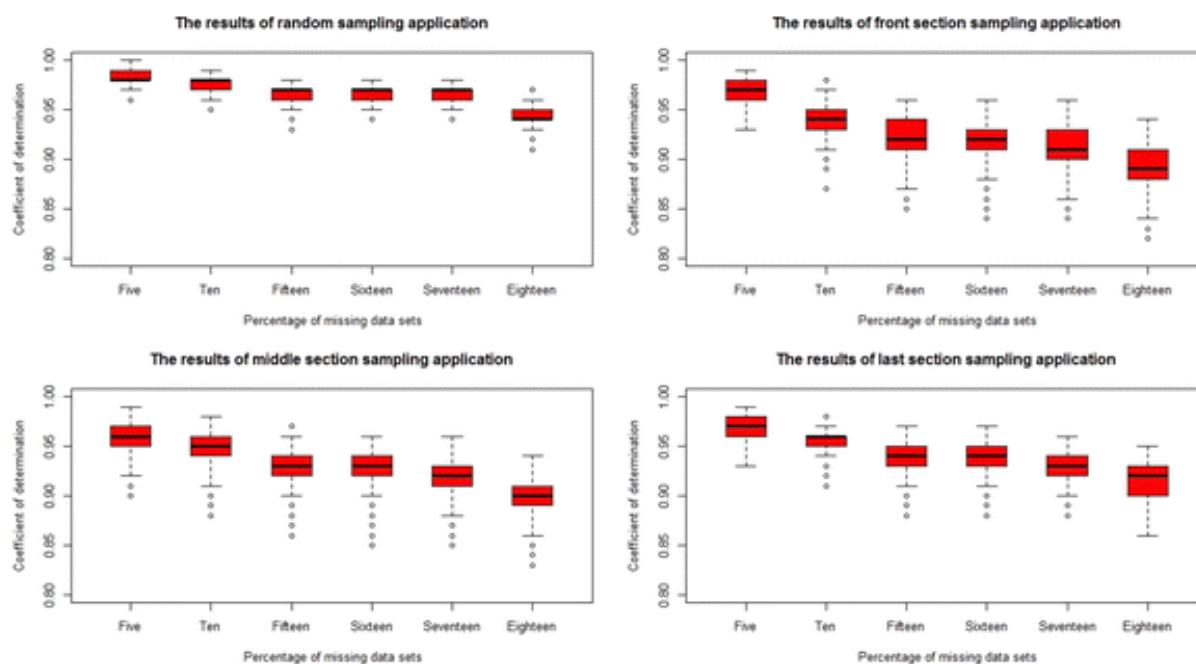 The results of random sampling application
Coefficient of determination
1.00
0.95
0.90
0.85
0.80
Five Ten Fifteen Sixteen Seventeen Eighteen
Percentage of missing data sets
The results of front section sampling application
Coefficient of determination
1.00
0.95
0.90
0.85
0.80
Five Ten Fifteen Sixteen Seventeen Eighteen
Percentage of missing data sets
The results of middle section sampling application
Coefficient of determination
1.00
0.95
0.90
0.85
0.80
Five Ten Fifteen Sixteen Seventeen Eighteen
Percentage of missing data sets
The results of last section sampling application
Coefficient of determination
1.00
0.95
0.90
0.85
0.80
Five Ten Fifteen Sixteen Seventeen Eighteen
Percentage of missing data sets